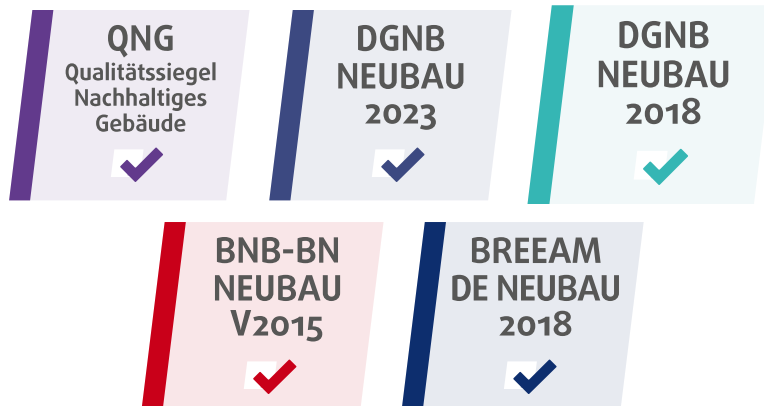 QNG
Qualitätssiegel
Nachhaltiges
Gebäude
DGNB
NEUBAU
2023
DGNB
NEUBAU
2018
BNB-BN
NEUBAU
V2015
BREEAM
DE NEUBAU
2018